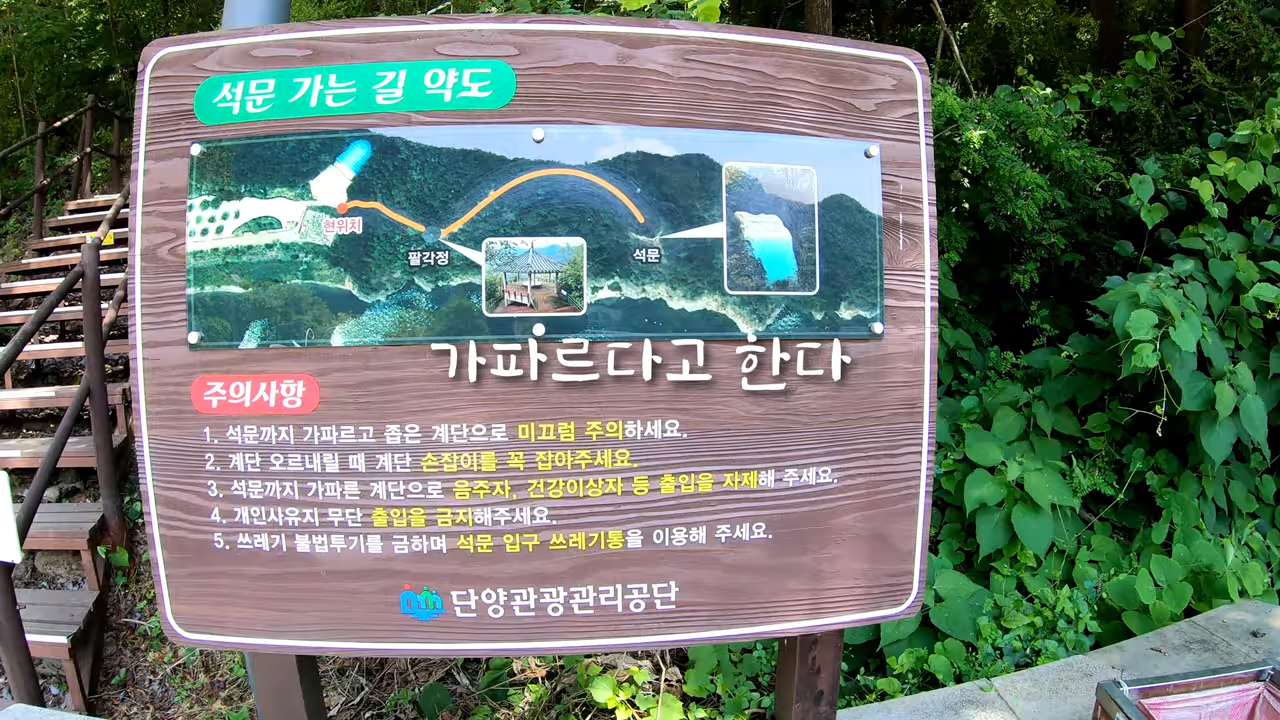 석문 가는 길 약도
현위치
팔각정
석문
가파르다고 한다
주의사항
1. 석문까지 가파르고 좁은 계단으로 미끄럼 주의하세요.
2. 계단 오르내릴 때 계단 손잡이를 꼭 잡아주세요.
3. 석문까지 가파른 계단으로 음주자, 건강이상자 등 출입을 자제해 주세요.
4. 개인사유지 무단 출입을 금지해주세요.
5. 쓰레기 불법투기를 금하며 석문 입구 쓰레기통을 이용해 주세요.
단양관광관리공단